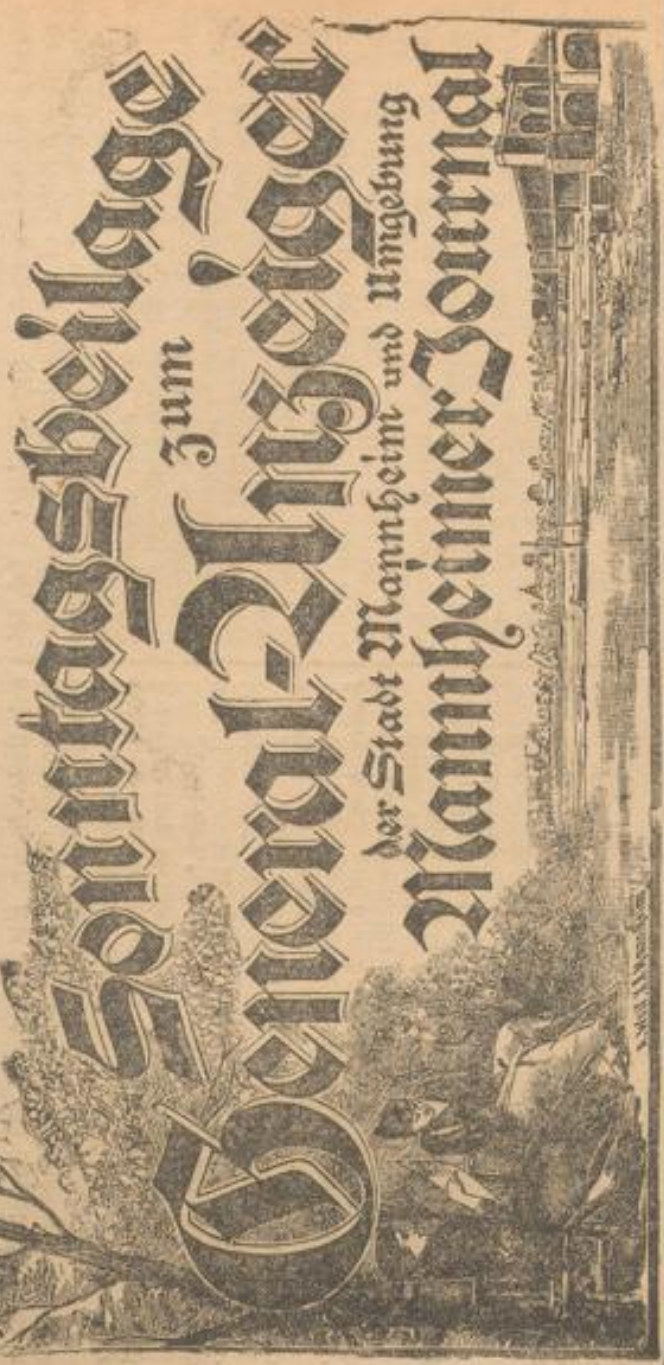 Sonntagsbeilage
zum
General-Anzeiger
der Stadt Mannheim und Umgebung
Mannheimer Journal